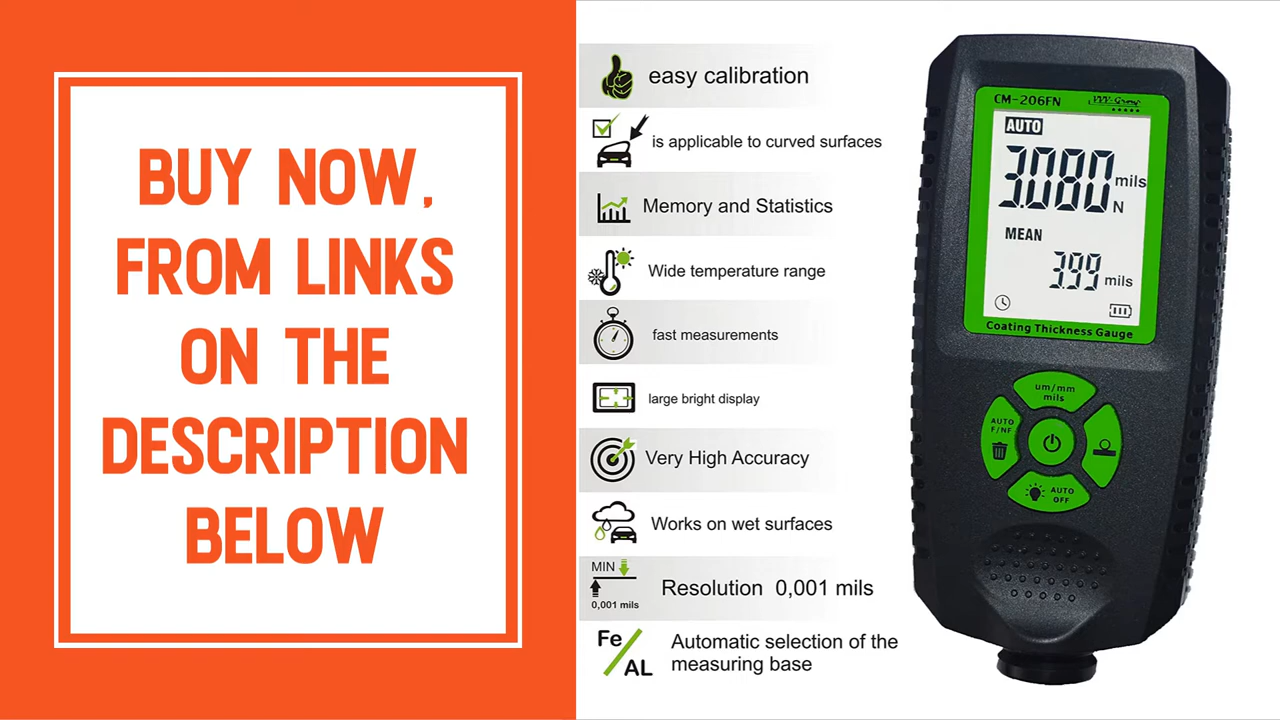 BUY NOW,
FROM LINKS
ON THE
DESCRIPTION
BELOW
easy calibration
is applicable to curved surfaces
Memory and Statistics
Wide temperature range
fast measurements
large bright display
Very High Accuracy
Works on wet surfaces
MIN
0,001 mils
Resolution 0,001 mils
Fe/AL
Automatic selection of the
measuring base
CM-206FN VVV-Group
AUTO
3.080 mils
N
MEAN
3.99 mils
Coating Thickness Gauge
um/mm
mils
AUTO
F/NF
AUTO
OFF